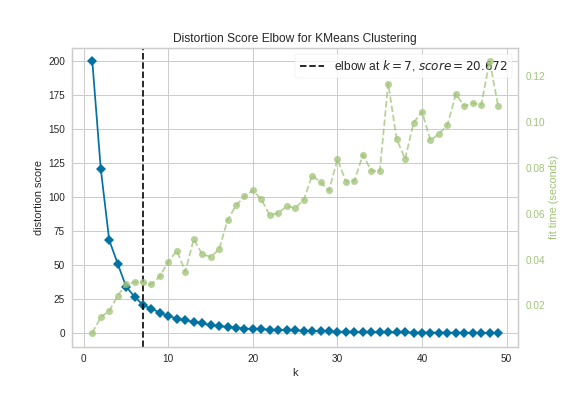 Distortion Score Elbow for KMeans Clustering
elbow at k = 7, score = 20.672
distortion score
200
175
150
125
100
75
50
25
0
0.12
0.10
0.08
0.06
0.04
0.02
fit time (seconds)
0 10 20 30 40 50
k